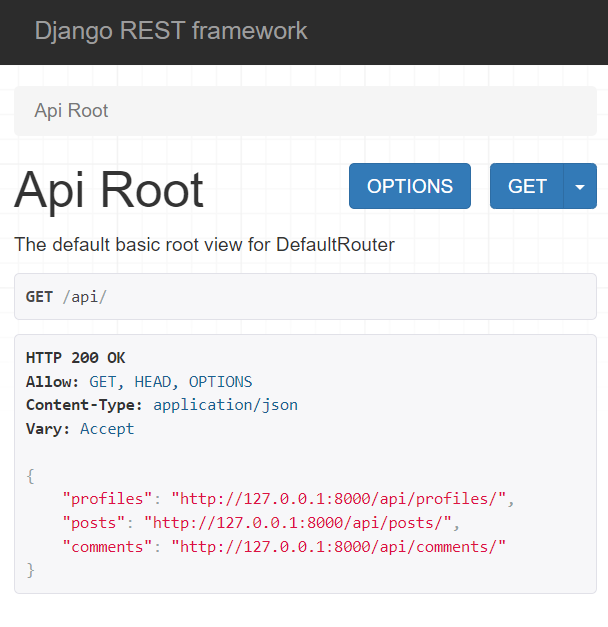 Django REST framework
Api Root
Api Root
OPTIONS
GET
The default basic root view for DefaultRouter
GET /api/
HTTP 200 OK
Allow: GET, HEAD, OPTIONS
Content-Type: application/json
Vary: Accept
{
    "profiles": "http://127.0.0.1:8000/api/profiles/",
    "posts": "http://127.0.0.1:8000/api/posts/",
    "comments": "http://127.0.0.1:8000/api/comments/"
}